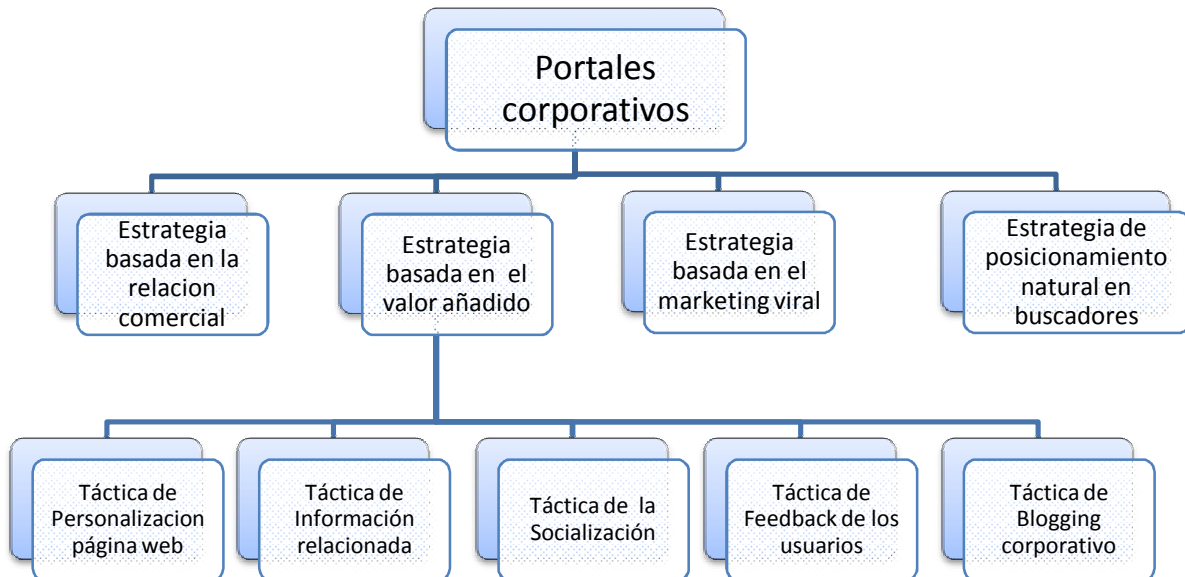 Portales
corporativos
Estrategia
basada en la
relacion
comercial
Estrategia
basada en el
valor añadido
Estrategia
basada en el
marketing viral
Estrategia de
posicionamiento
natural en
buscadores
Táctica de
Personalizacion
página web
Táctica de
Información
relacionada
Táctica de la
Socialización
Táctica de
Feedback de los
usuarios
Táctica de
Blogging
corporativo